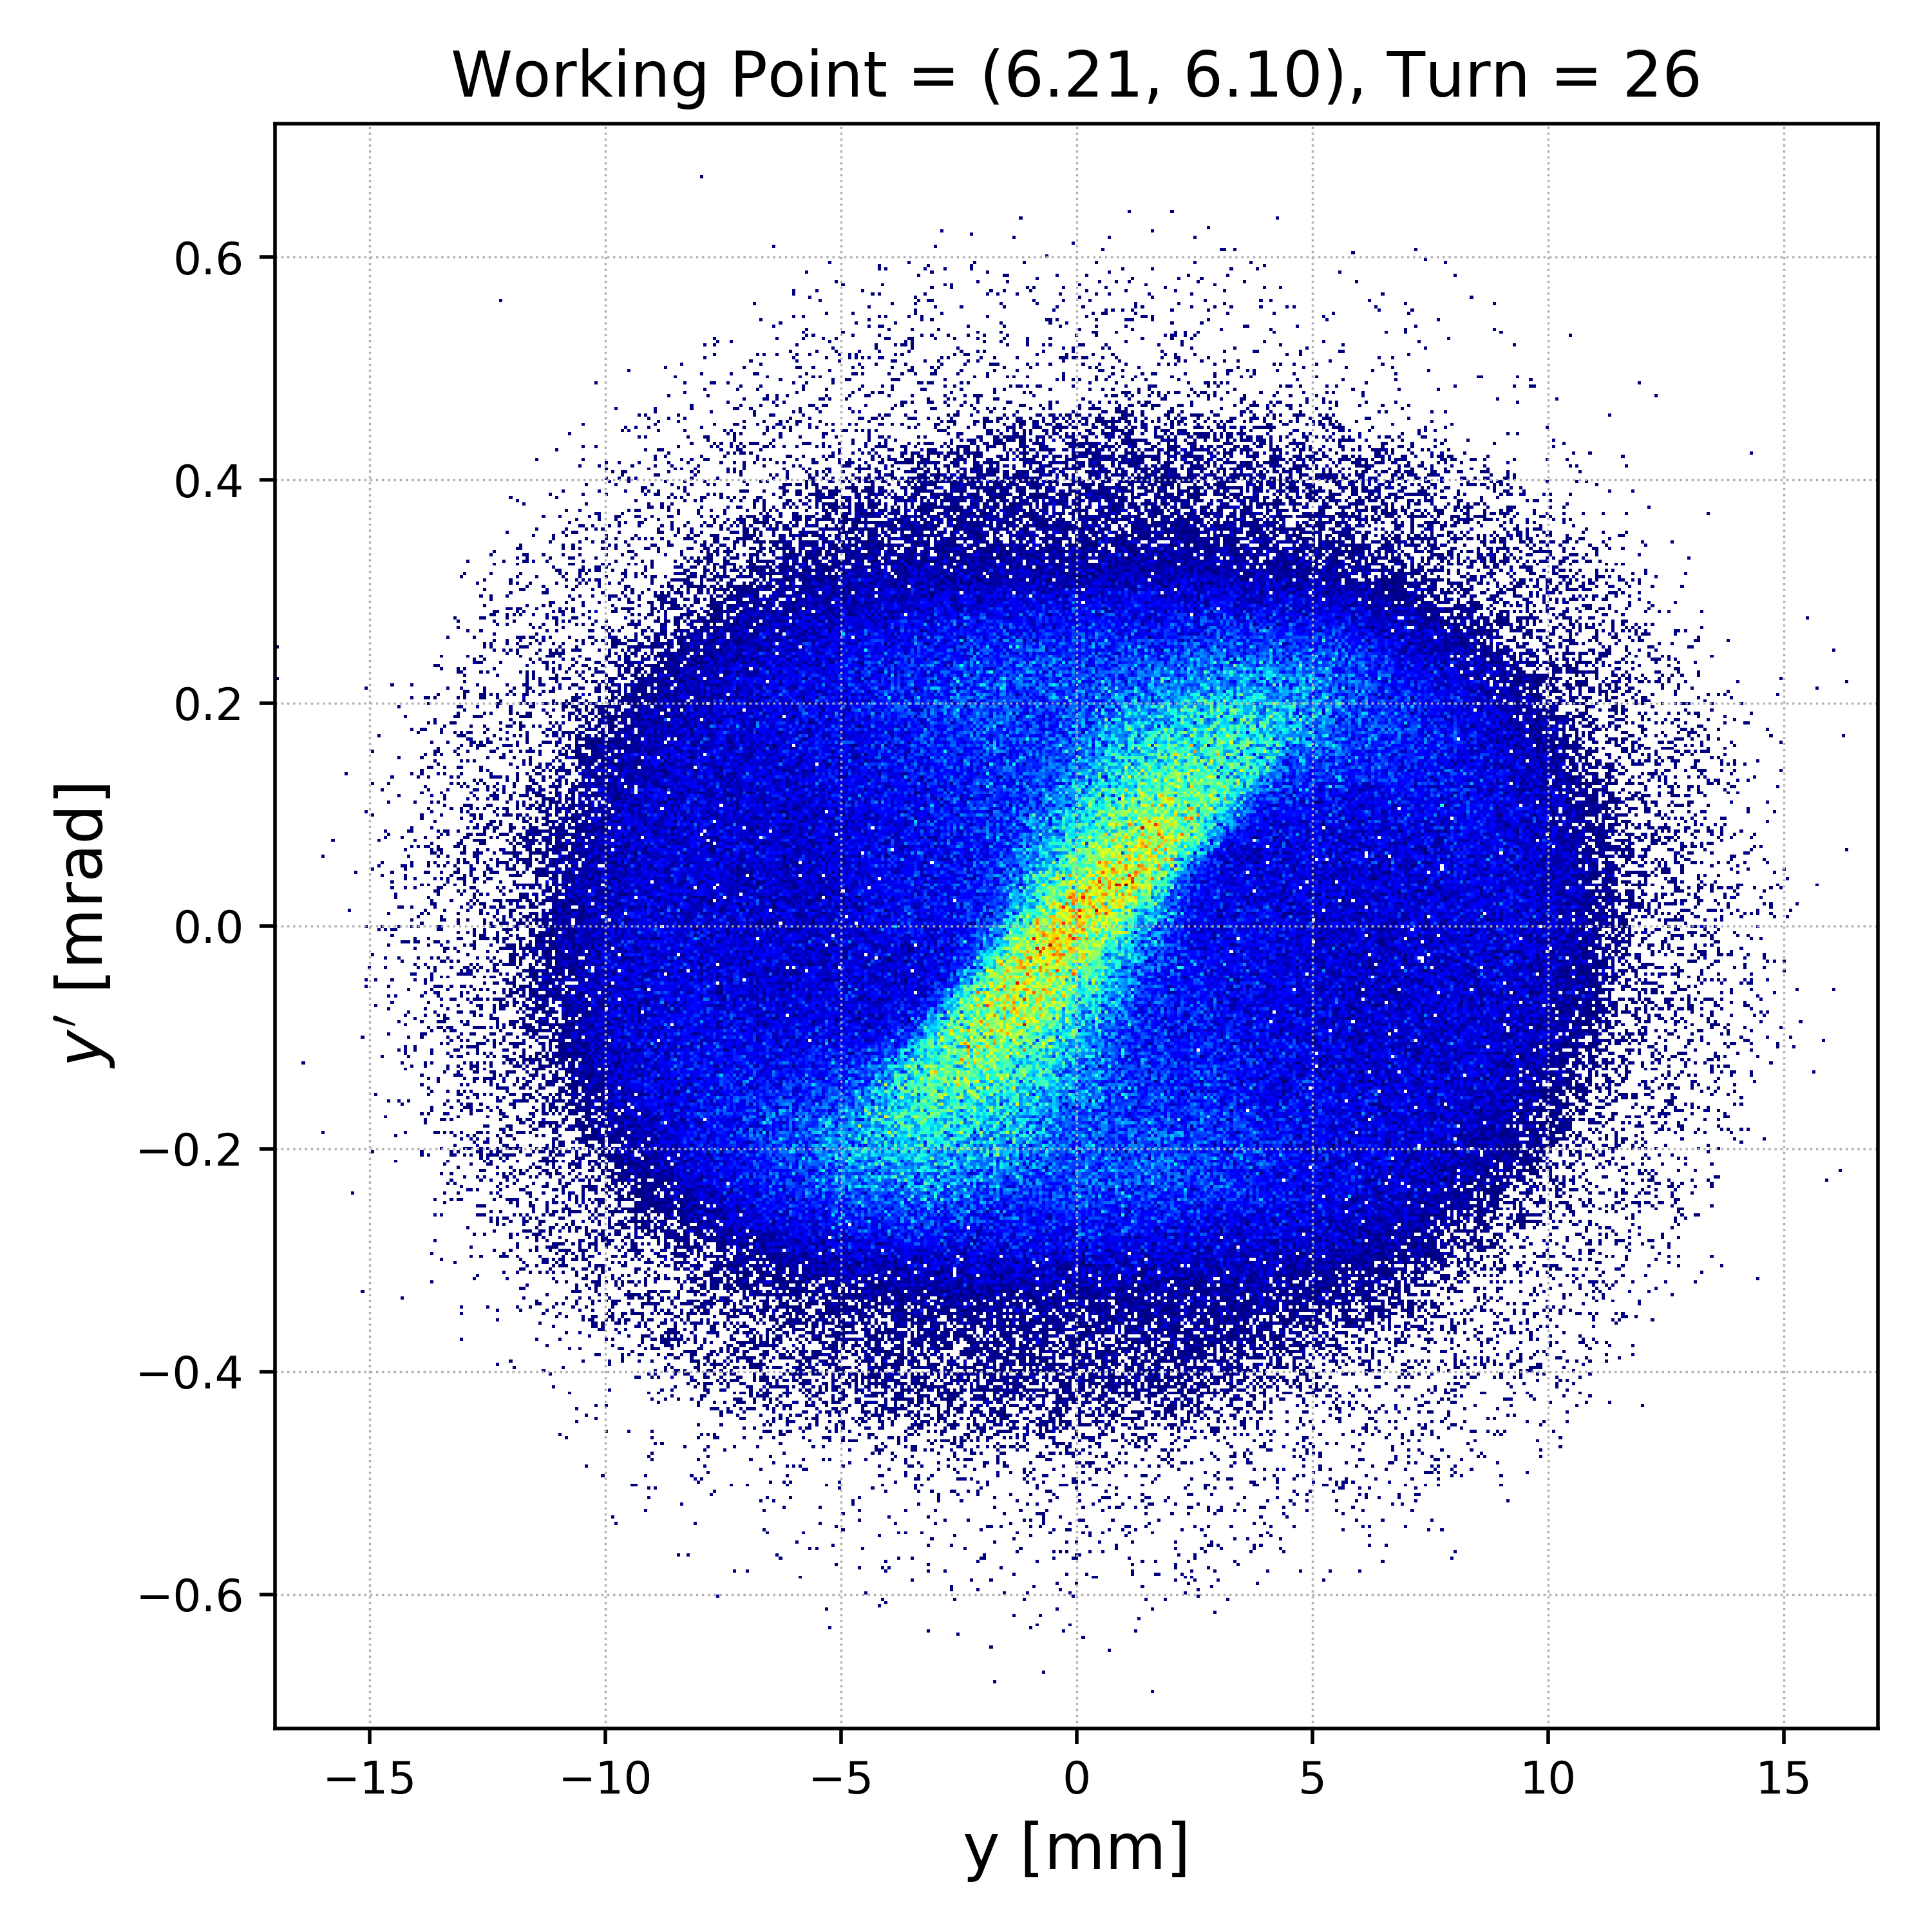 Working Point = (6.21, 6.10), Turn = 26
0.6
0.4
0.2
0.0
−0.2
−0.4
−0.6
y′ [mrad]
−15 −10 −5 0 5 10 15
y [mm]